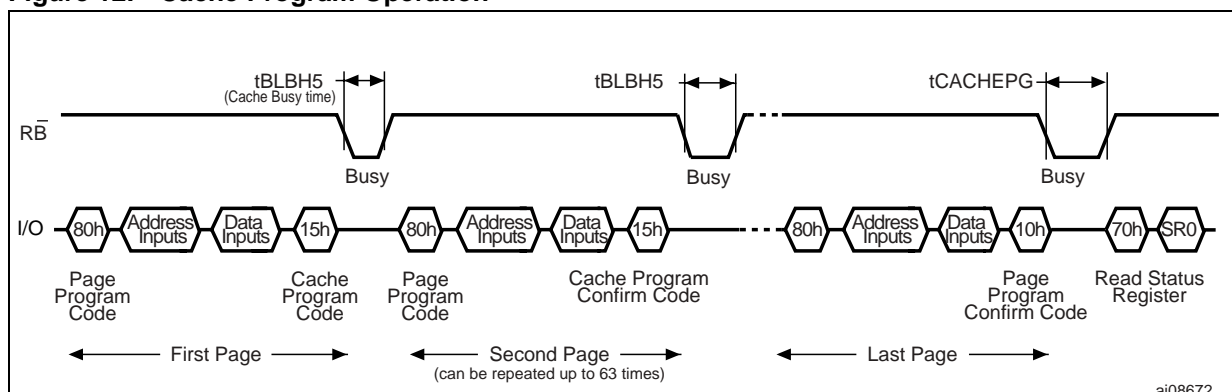 Figure 12. Cache Program Operation
tBLBH5
(Cache Busy time)
tBLBH5
tCACHEPG
RB
Busy
Busy
Busy
I/O
80h
Address Inputs
Data Inputs
15h
80h
Address Inputs
Data Inputs
15h
80h
Address Inputs
Data Inputs
10h
70h
SR0
Page
Program
Code
Cache
Program
Code
Page
Program
Code
Cache Program
Confirm Code
Page
Program
Confirm Code
Read Status
Register
First Page
Second Page
(can be repeated up to 63 times)
Last Page
ai08672